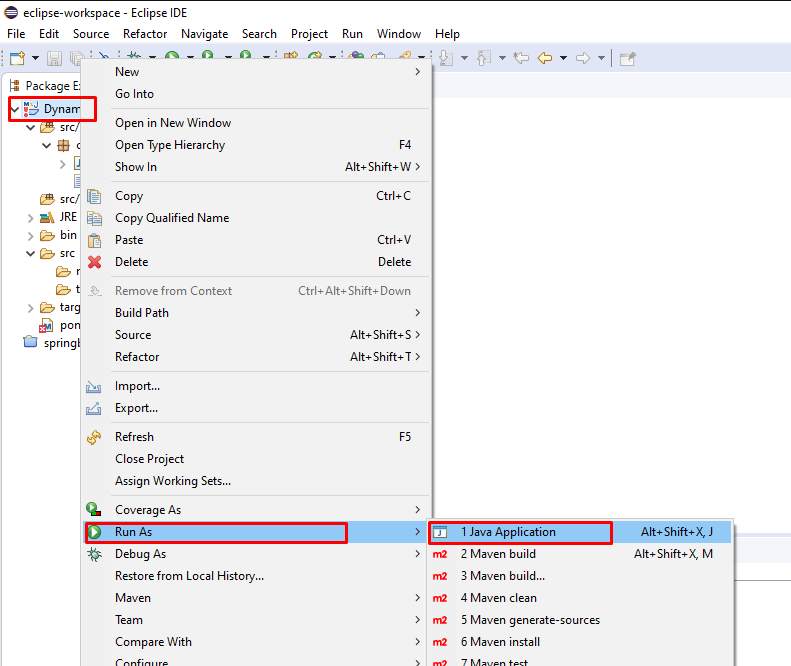 eclipse-workspace - Eclipse IDE
File Edit Source Refactor Navigate Search Project Run Window Help
Package E
Dynam
src/
src/
JRE
bin
src
targ
pon
springb
New
Go Into
Open in New Window
Open Type Hierarchy F4
Show In Alt+Shift+W
Copy Ctrl+C
Copy Qualified Name
Paste Ctrl+V
Delete Delete
Remove from Context Ctrl+Alt+Shift+Down
Build Path
Source Alt+Shift+S
Refactor Alt+Shift+T
Import...
Export...
Refresh F5
Close Project
Assign Working Sets...
Coverage As
Run As
Debug As
Restore from Local History...
Maven
Team
Compare With
Configure
1 Java Application Alt+Shift+X, J
m2 2 Maven build Alt+Shift+X, M
m2 3 Maven build...
m2 4 Maven clean
m2 5 Maven generate-sources
m2 6 Maven install
m2 7 Maven test